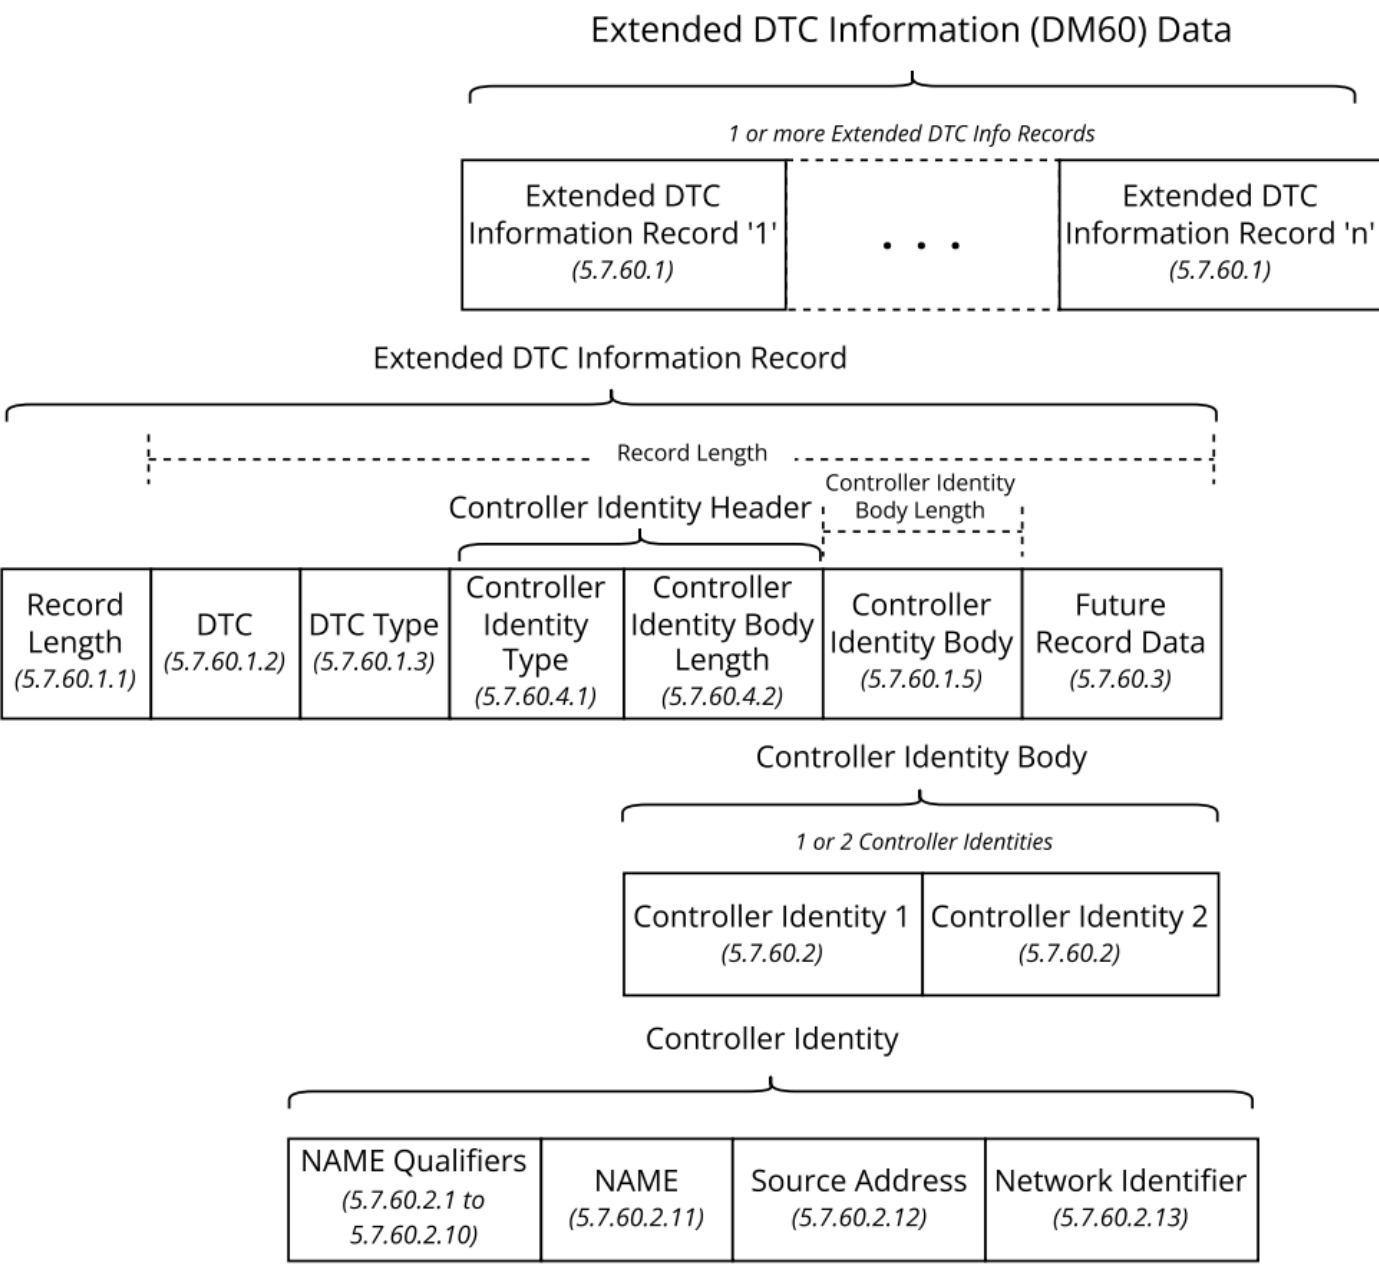 Extended DTC Information (DM60) Data
1 or more Extended DTC Info Records
Extended DTC
Information Record '1'
(5.7.60.1)
. . .
Extended DTC
Information Record 'n'
(5.7.60.1)
Extended DTC Information Record
Record Length
Controller Identity Header
Controller Identity
Body Length
Record
Length
(5.7.60.1.1)
DTC
(5.7.60.1.2)
DTC Type
(5.7.60.1.3)
Controller
Identity
Type
(5.7.60.4.1)
Controller
Identity Body
Length
(5.7.60.4.2)
Controller
Identity Body
(5.7.60.1.5)
Future
Record Data
(5.7.60.3)
Controller Identity Body
1 or 2 Controller Identities
Controller Identity 1
(5.7.60.2)
Controller Identity 2
(5.7.60.2)
Controller Identity
NAME Qualifiers
(5.7.60.2.1 to
5.7.60.2.10)
NAME
(5.7.60.2.11)
Source Address
(5.7.60.2.12)
Network Identifier
(5.7.60.2.13)